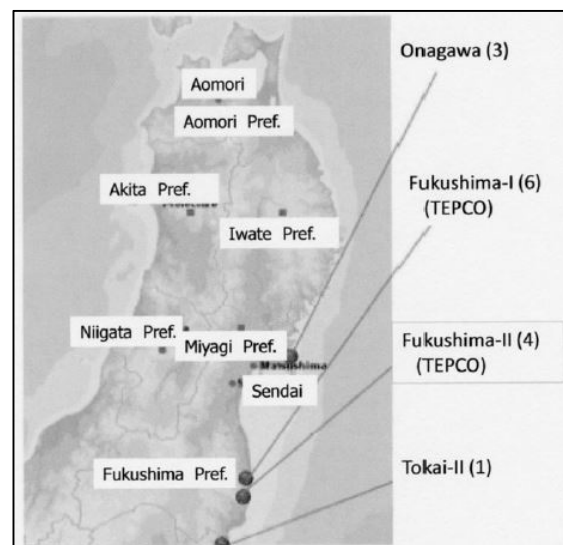 Onagawa (3)
Aomori
Aomori Pref.
Fukushima-I (6)
(TEPCO)
Akita Pref.
Iwate Pref.
Niigata Pref.
Miyagi Pref.
Fukushima-II (4)
(TEPCO)
Sendai
Fukushima Pref.
Tokai-II (1)